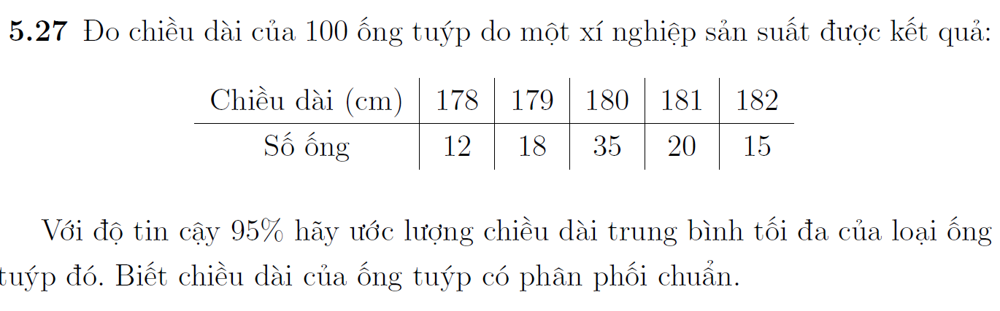 5.27 Đo chiều dài của 100 ống tuýp do một xí nghiệp sản suất được kết quả:
Chiều dài (cm) 178 179 180 181 182
Số ống 12 18 35 20 15
Với độ tin cậy 95% hãy ước lượng chiều dài trung bình tối đa của loại ống
tuýp đó. Biết chiều dài của ống tuýp có phân phối chuẩn.